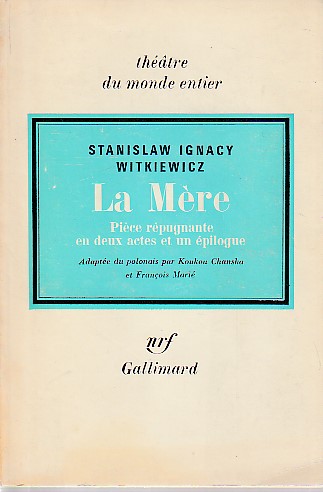 théâtre
du monde entier
STANISLAW IGNACY
WITKIEWICZ
La Mère
Pièce répugnante
en deux actes et un épilogue
Adaptée du polonais par Koukou Chanska
et François Marié
nrf
Gallimard